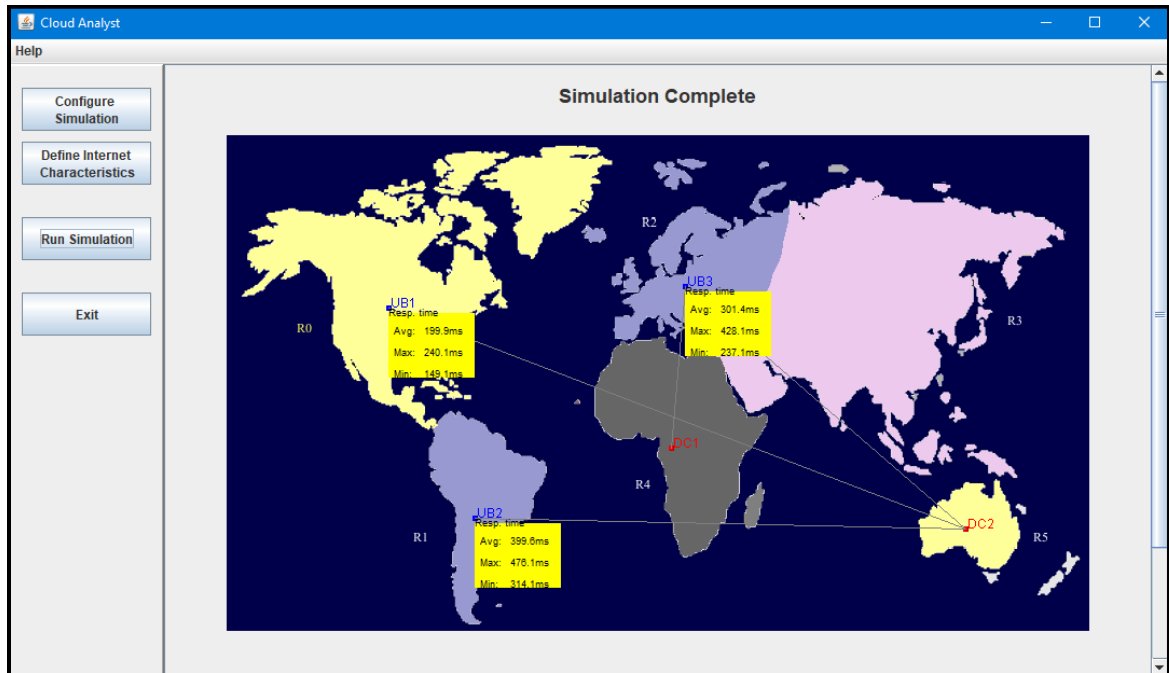 Cloud Analyst
Help
Configure
Simulation
Define Internet
Characteristics
Run Simulation
Exit
Simulation Complete
R2
UB3
Resp. time
Avg: 301.4ms
Max: 428.1ms
Min: 237.1ms
UB1
Resp. time
Avg: 199.9ms
Max: 240.1ms
Min: 149.1ms
R0
R3
DC1
R4
UB2
Resp. time
Avg: 399.6ms
Max: 476.1ms
Min: 314.1ms
R1
DC2
R5